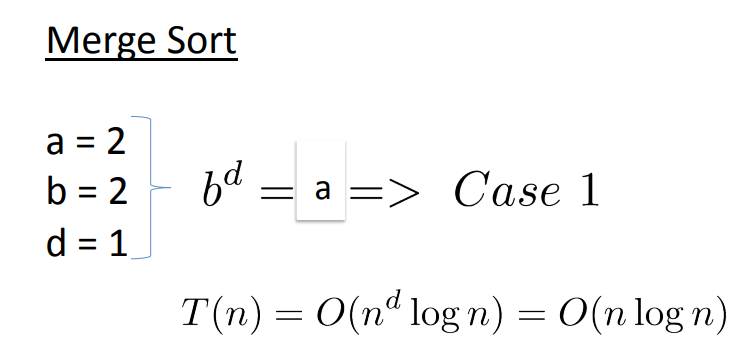 Merge Sort
a = 2
b = 2
d = 1
b^d = a => Case 1
T(n) = O(n^d log n) = O(n log n)